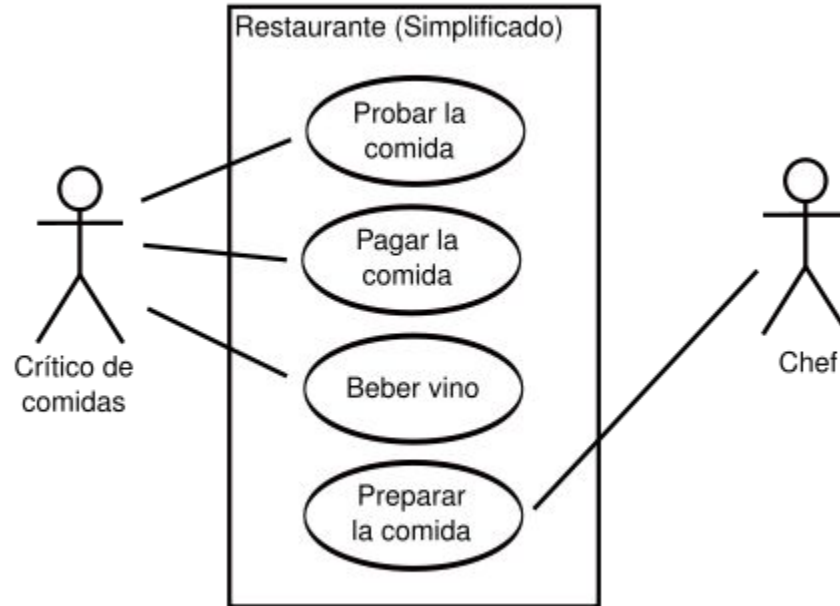 Restaurante (Simplificado)
Probar la
comida
Pagar la
comida
Beber vino
Preparar
la comida
Crítico de
comidas
Chef